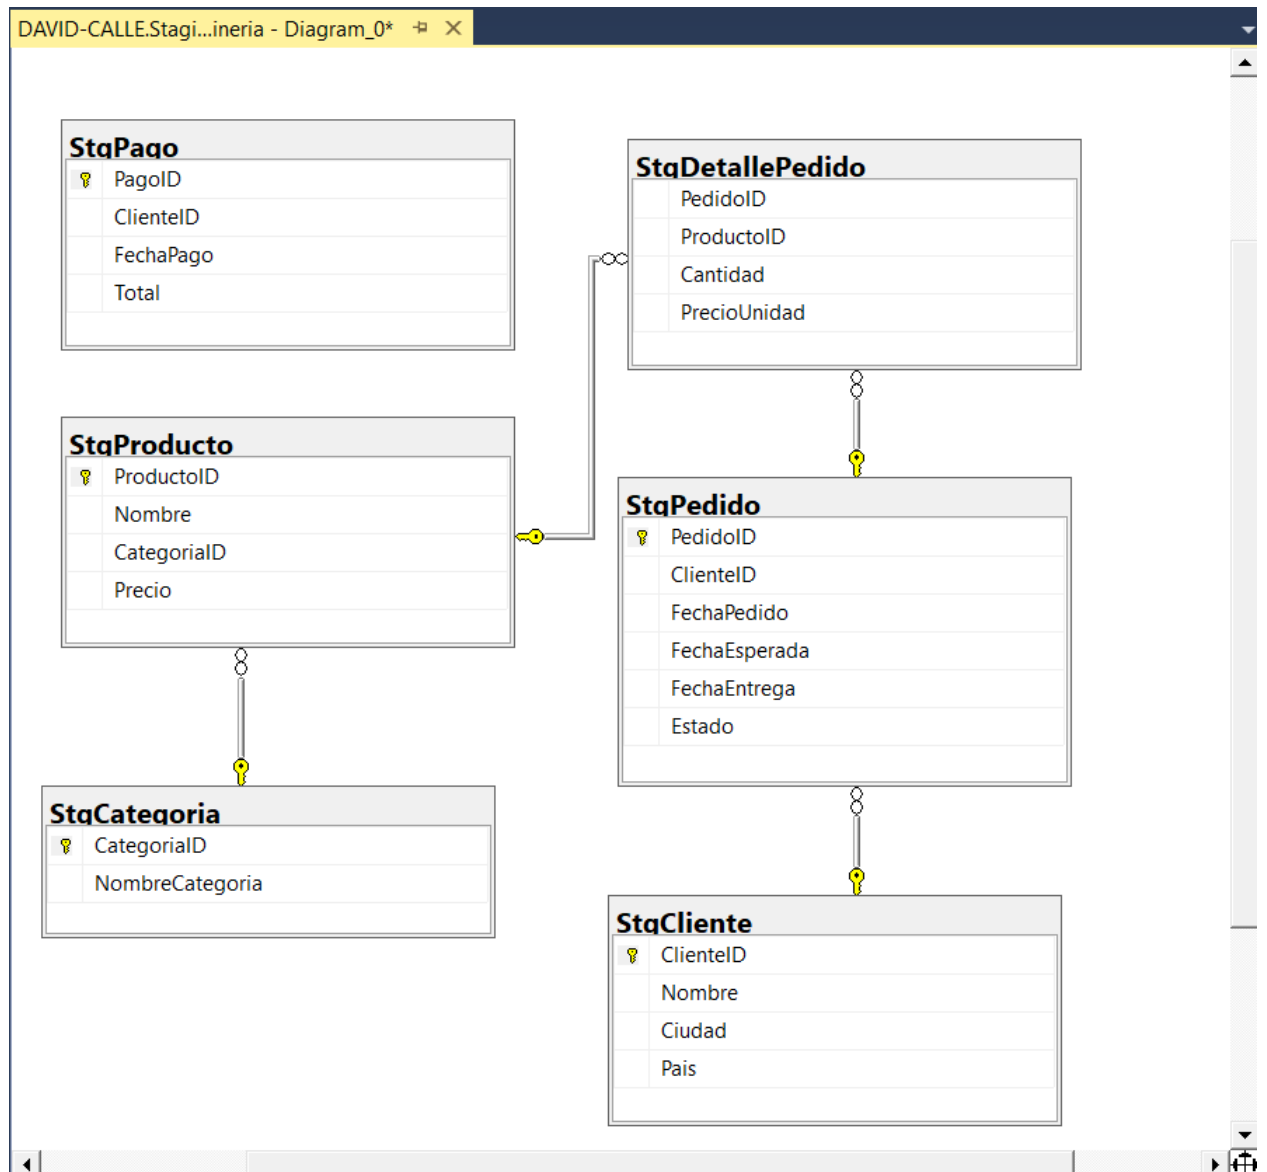 DAVID-CALLE.Stagi...ineria - Diagram_0*
StgPago
PagoID
ClienteID
FechaPago
Total
StgDetallePedido
PedidoID
ProductoID
Cantidad
PrecioUnidad
StgProducto
ProductoID
Nombre
CategoriaID
Precio
StgPedido
PedidoID
ClienteID
FechaPedido
FechaEsperada
FechaEntrega
Estado
StgCategoria
CategoriaID
NombreCategoria
StgCliente
ClienteID
Nombre
Ciudad
Pais